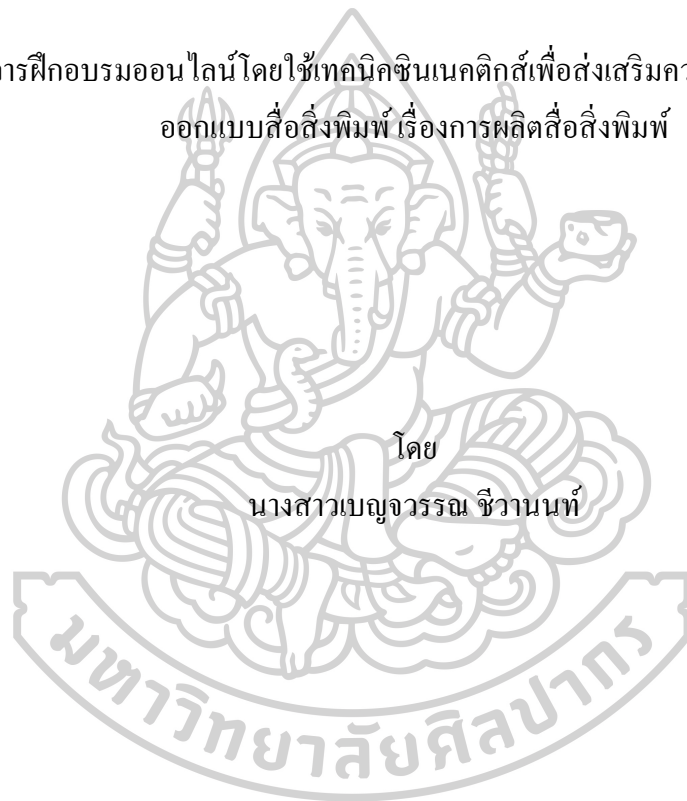 การฝึกอบรมออนไลน์โดยใช้เทคนิคซินเนคติกส์เพื่อส่งเสริม
ออกแบบสื่อสิ่งพิมพ์ เรื่องการผลิตสื่อสิ่งพิมพ์
โดย
นางสาวเบญจวรรณ ชีวานนท์
มหาวิทยาลัยศิลปากร